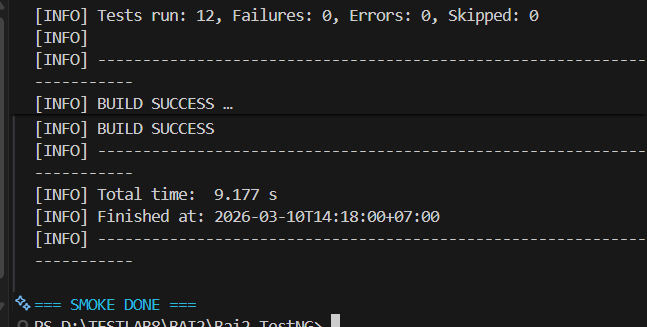 [INFO] Tests run: 12, Failures: 0, Errors: 0, Skipped: 0
[INFO]
[INFO] -------------------------------------------------------------
-----------
[INFO] BUILD SUCCESS …
[INFO] BUILD SUCCESS
[INFO] -------------------------------------------------------------
-----------
[INFO] Total time:  9.177 s
[INFO] Finished at: 2026-03-10T14:18:00+07:00
[INFO] -------------------------------------------------------------
-----------
=== SMOKE DONE ===
PS D:\TESTLAB8\BAI2\Bai2_TestNG>